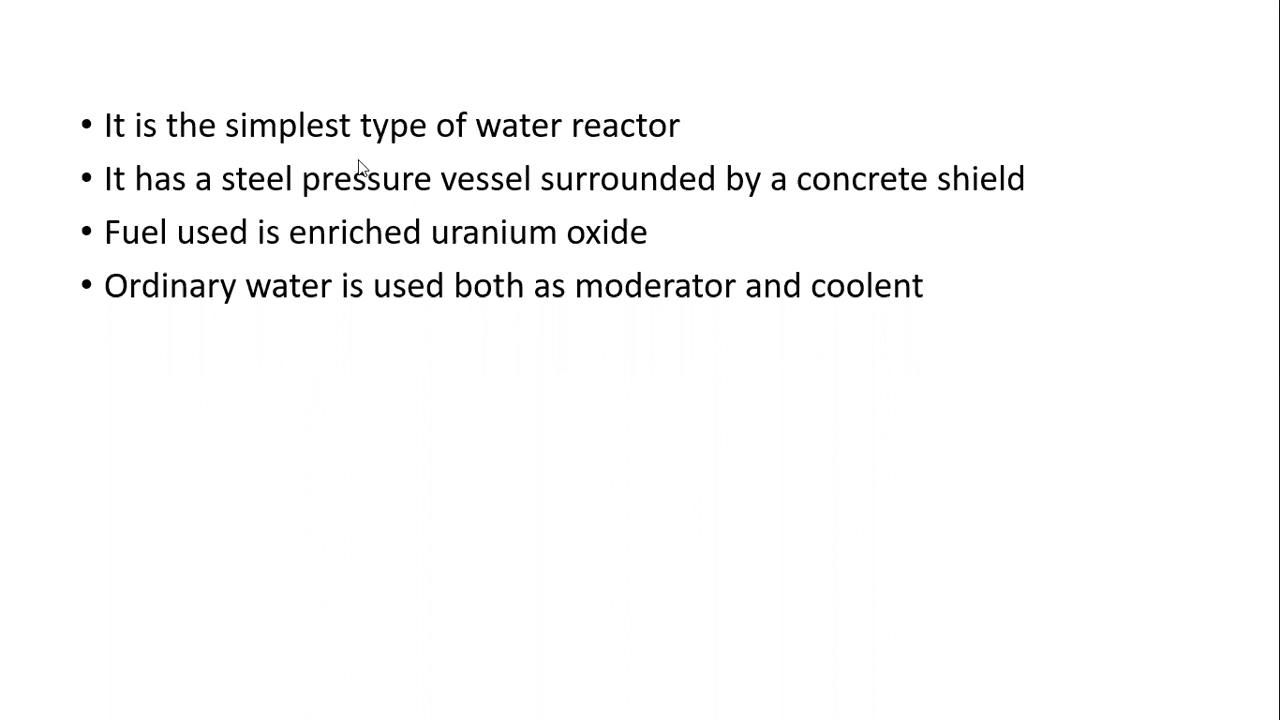 • It is the simplest type of water reactor
• It has a steel pressure vessel surrounded by a concrete shield
• Fuel used is enriched uranium oxide
• Ordinary water is used both as moderator and coolent